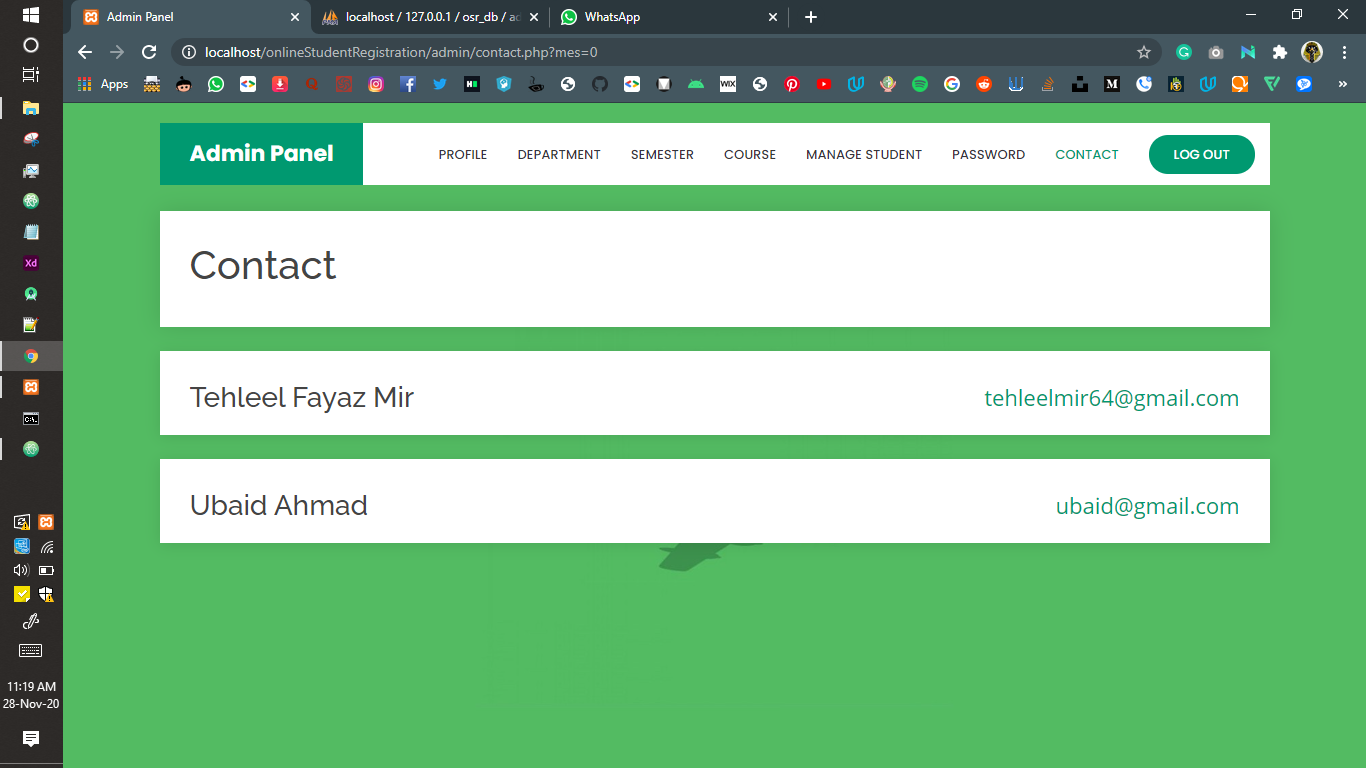 Admin Panel
localhost / 127.0.0.1 / osr_db / ad
WhatsApp
localhost/onlineStudentRegistration/admin/contact.php?mes=0
Apps
WIX
Admin Panel
PROFILE
DEPARTMENT
SEMESTER
COURSE
MANAGE STUDENT
PASSWORD
CONTACT
LOG OUT
Contact
Tehleel Fayaz Mir
tehleelmir64@gmail.com
Ubaid Ahmad
ubaid@gmail.com
Xd
11:19 AM
28-Nov-20